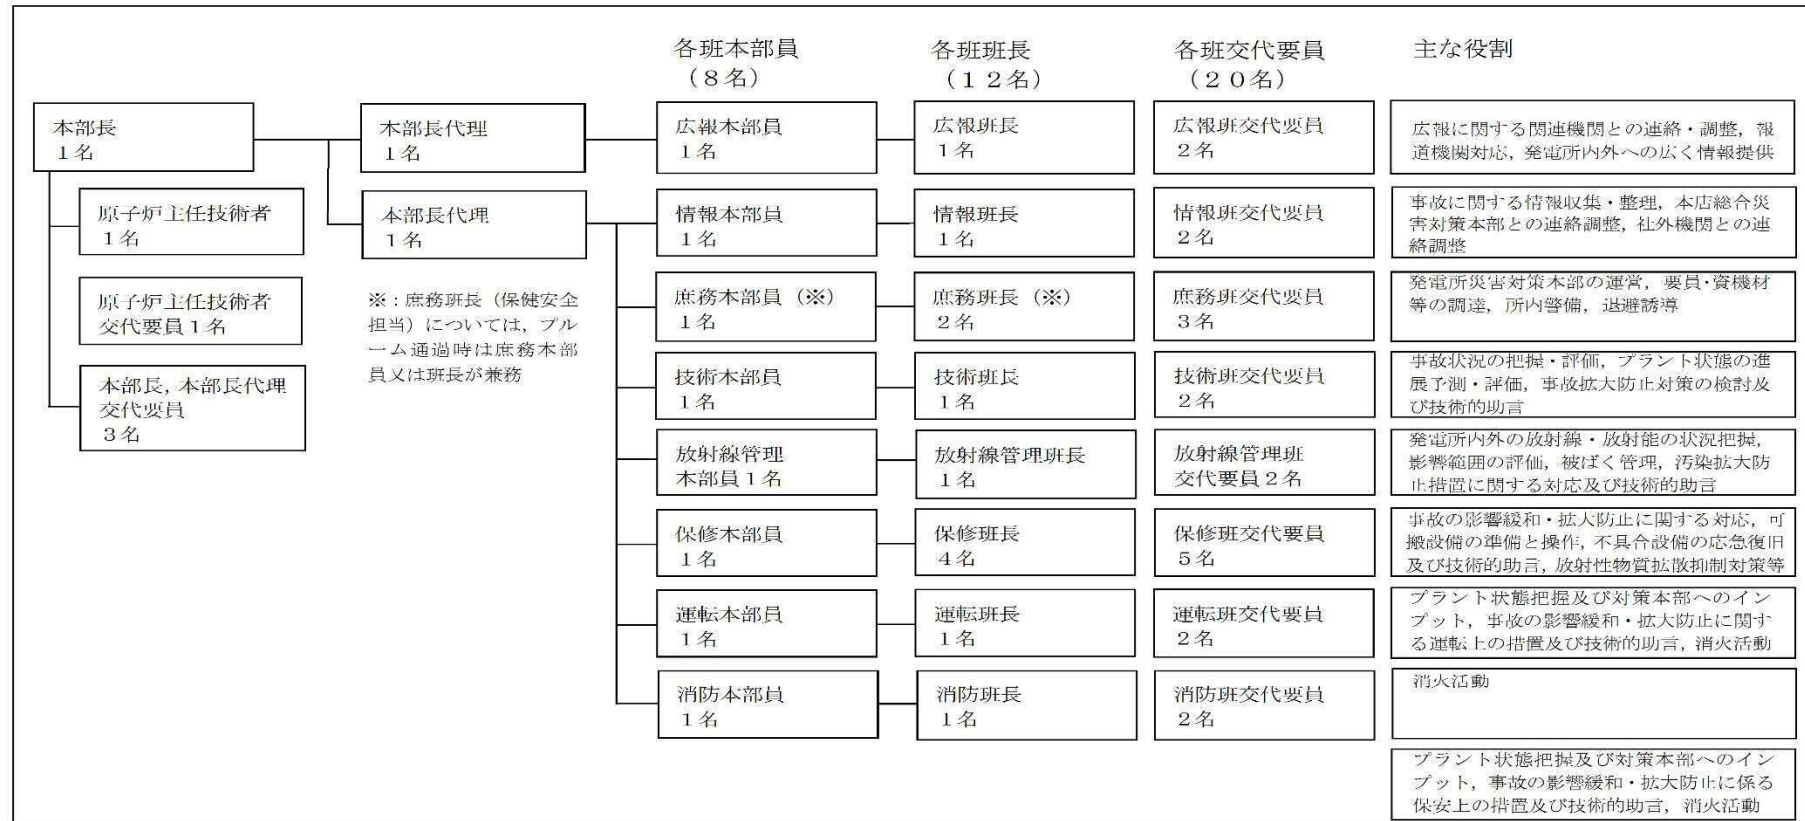 各班本部員
(8名)
各班班長
(12名)
各班交代要員
(20名)
主な役割
本部長
1名
本部長代理
1名
広報本部員
1名
広報班長
1名
広報班交代要員
2名
広報に関する関連機関との連絡・調整，報
道機関対応，発電所内外への広く情報提供
原子炉主任技術者
1名
本部長代理
1名
情報本部員
1名
情報班長
1名
情報班交代要員
2名
事故に関する情報収集・整理，本店総合災
害対策本部との連絡調整，社外機関との連
絡調整
原子炉主任技術者
交代要員1名
※：庶務班長（保健安全
担当）については，プル
ーム通過時は庶務本部
員又は班長が兼務
庶務本部員（※）
1名
庶務班長（※）
2名
庶務班交代要員
3名
発電所災害対策本部の運営，要員・資機材
等の調達，所内警備，退避誘導
本部長，本部長代理
交代要員
3名
技術本部員
1名
技術班長
1名
技術班交代要員
2名
事故状況の把握・評価，プラント状態の進
展予測・評価，事故拡大防止対策の検討及
び技術的助言
放射線管理
本部員1名
放射線管理班長
1名
放射線管理班
交代要員2名
発電所内外の放射線・放射能の状況把握，
影響範囲の評価，被ばく管理，汚染拡大防
止措置に関する対応及び技術的助言
保修本部員
1名
保修班長
4名
保修班交代要員
5名
事故の影響緩和・拡大防止に関する対応，可
搬設備の準備と操作，不具合設備の応急復旧
及び技術的助言，放射性物質拡散抑制対策等
運転本部員
1名
運転班長
1名
運転班交代要員
2名
プラント状態把握及び対策本部へのイン
プット，事故の影響緩和・拡大防止に関す
る運転上の措置及び技術的助言，消火活動
消防本部員
1名
消防班長
1名
消防班交代要員
2名
消火活動
プラント状態把握及び対策本部へのイン
プット，事故の影響緩和・拡大防止に係る
保安上の措置及び技術的助言，消火活動